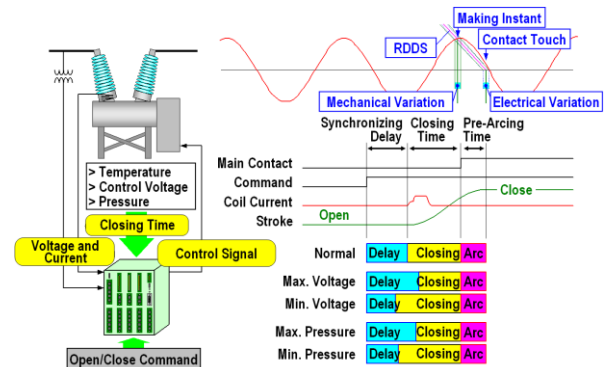 Making Instant
RDDS
Contact Touch
Mechanical Variation
Electrical Variation
Synchronizing Delay
Closing Time
Pre-Arcing Time
Main Contact
Command
Coil Current
Stroke
Open
Close
> Temperature
> Control Voltage
> Pressure
Closing Time
Voltage and Current
Control Signal
Open/Close Command
Normal Delay Closing Arc
Max. Voltage Delay Closing Arc
Min. Voltage Delay Closing Arc
Max. Pressure Delay Closing Arc
Min. Pressure Delay Closing Arc